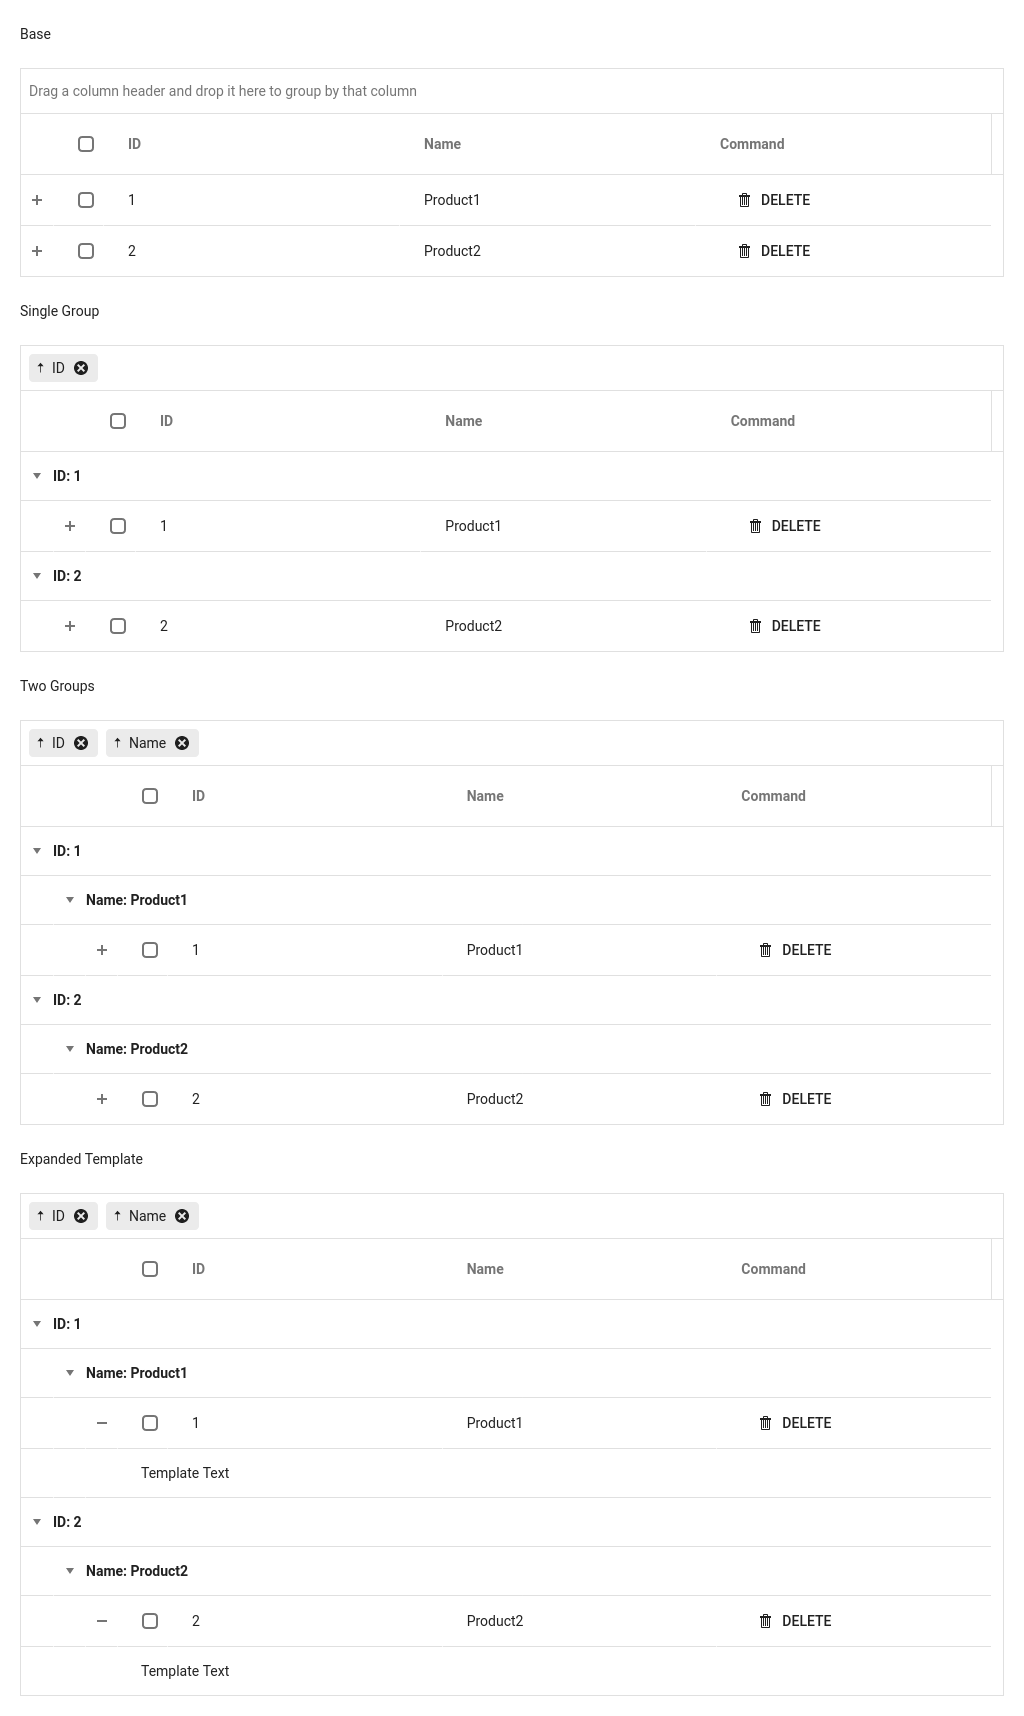 Base
Drag a column header and drop it here to group by that column
ID Name Command
1 Product1 DELETE
2 Product2 DELETE
Single Group
ID
ID Name Command
ID: 1
1 Product1 DELETE
ID: 2
2 Product2 DELETE
Two Groups
ID Name
ID Name Command
ID: 1
Name: Product1
1 Product1 DELETE
ID: 2
Name: Product2
2 Product2 DELETE
Expanded Template
ID Name
ID Name Command
ID: 1
Name: Product1
1 Product1 DELETE
Template Text
ID: 2
Name: Product2
2 Product2 DELETE
Template Text